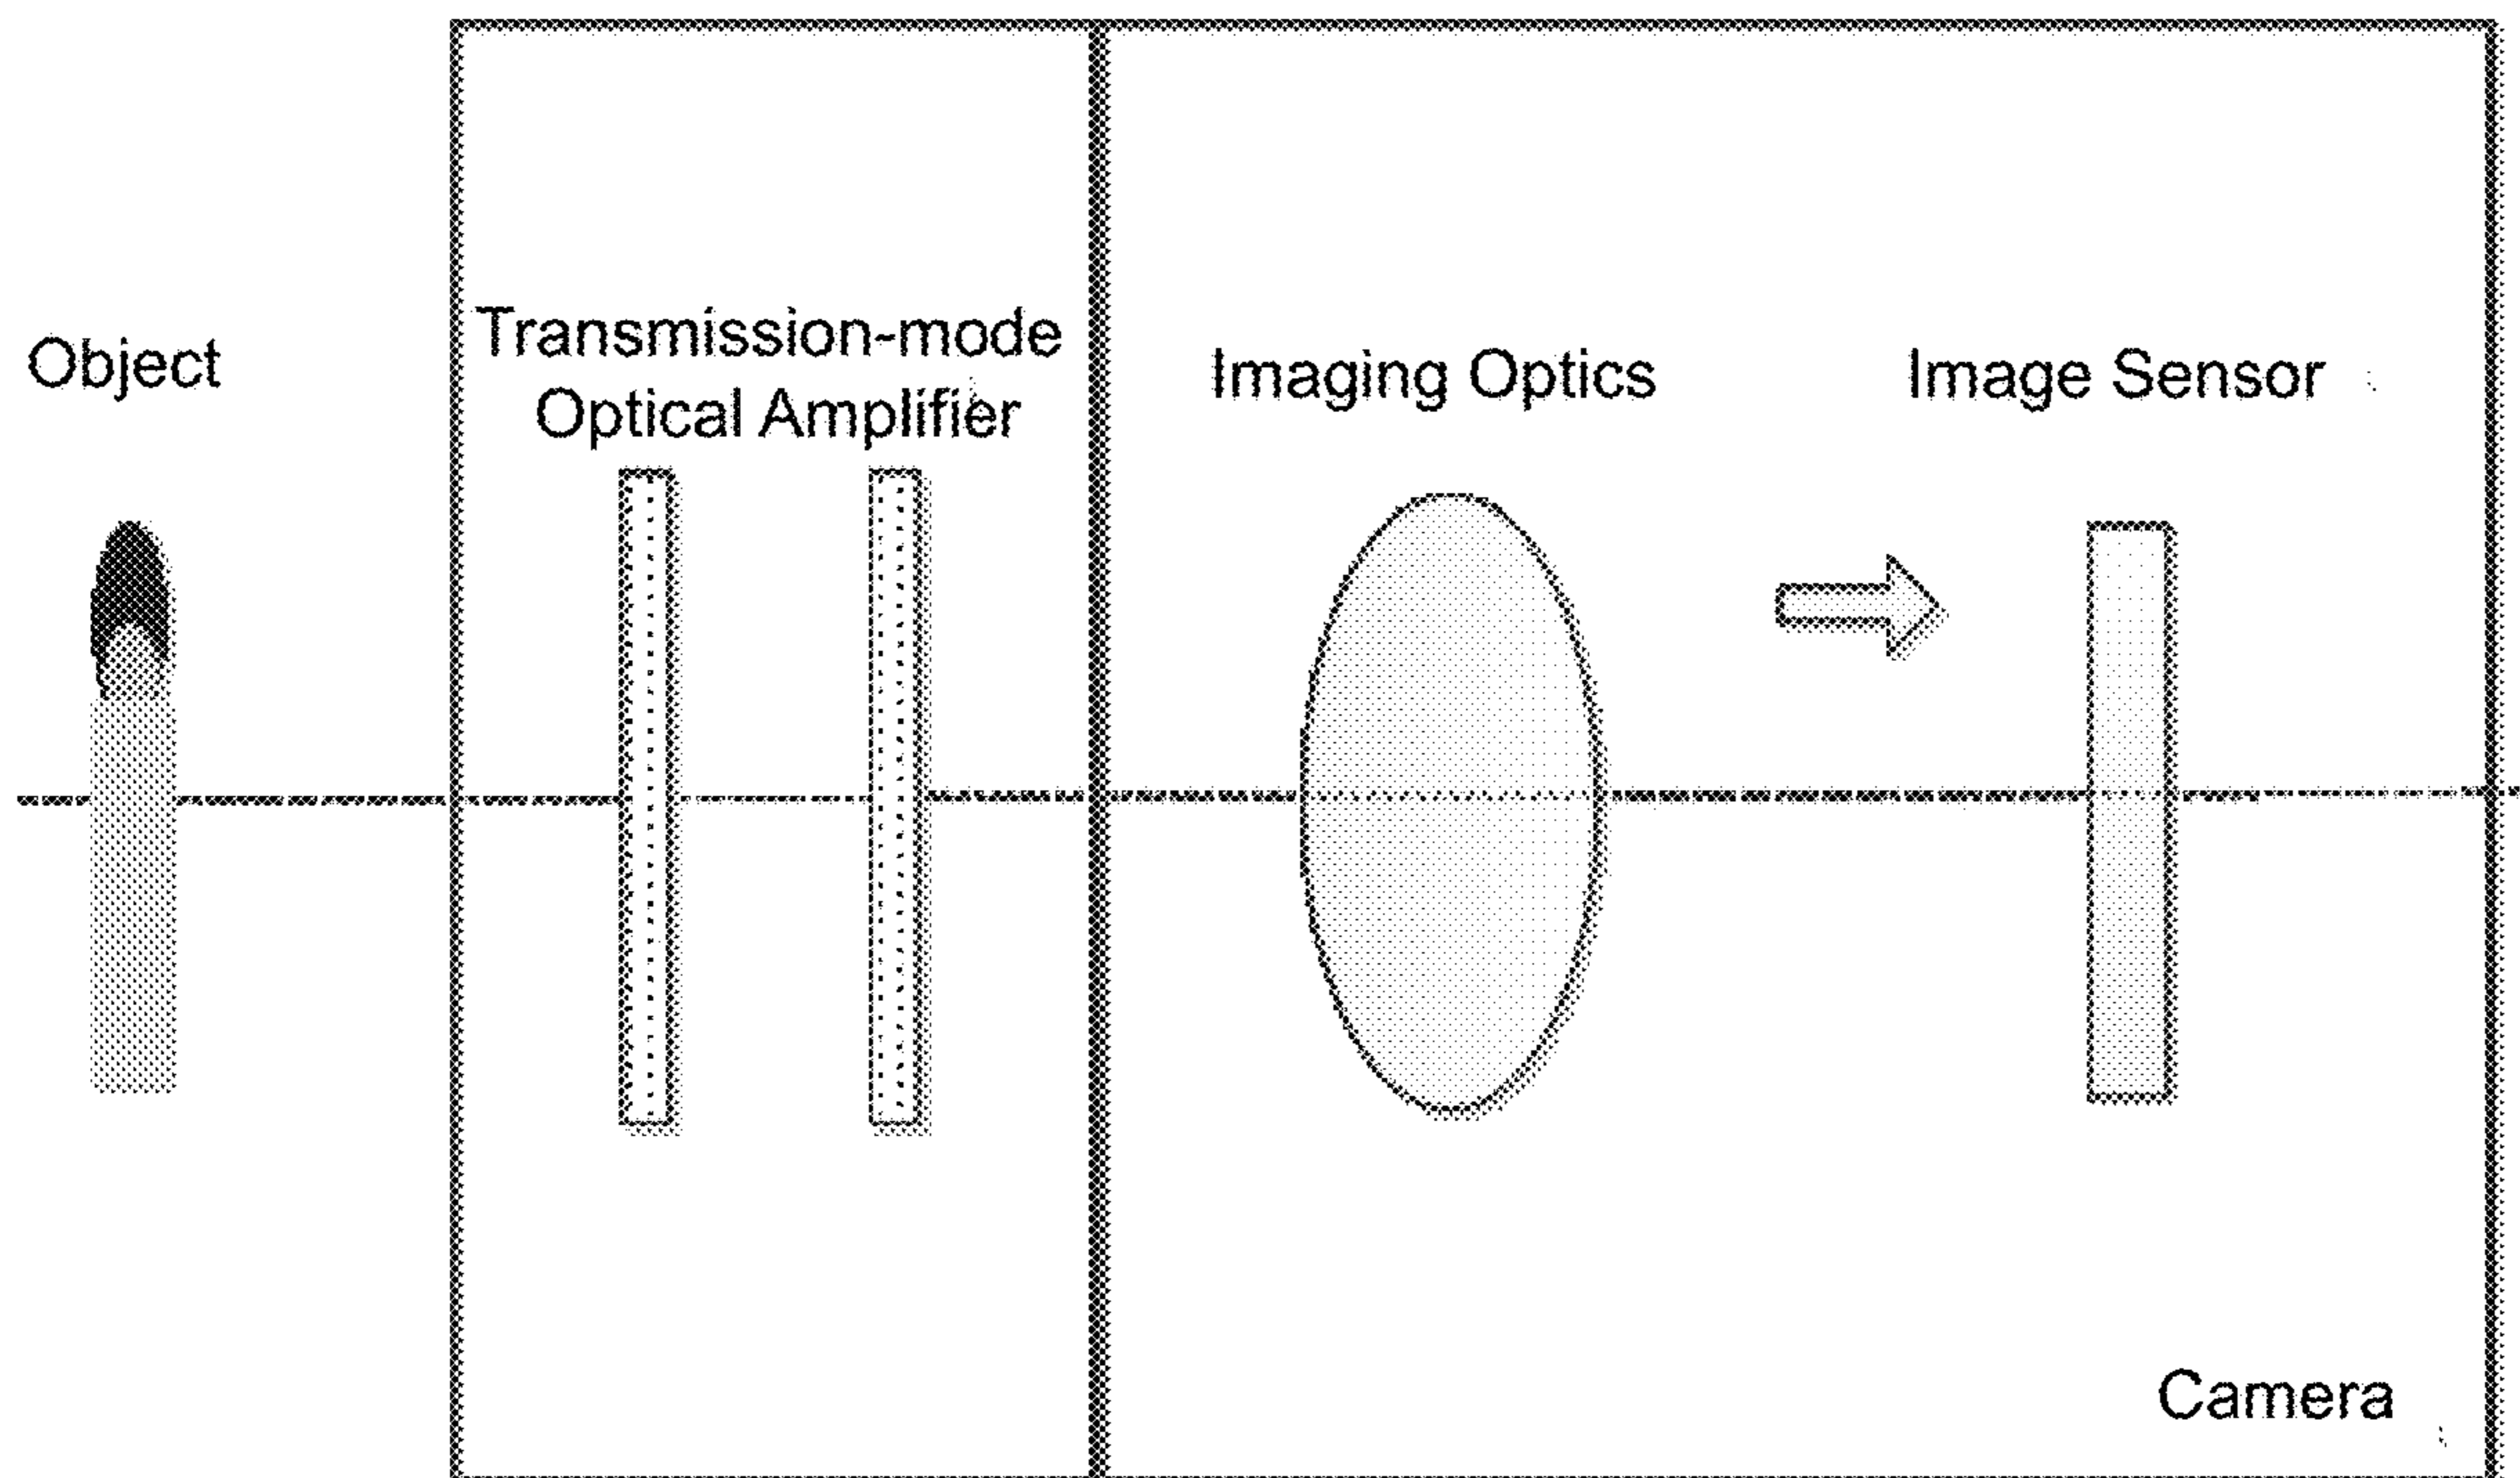 Object
Transmission-mode
Optical Amplifier
Imaging Optics
Image Sensor
Camera